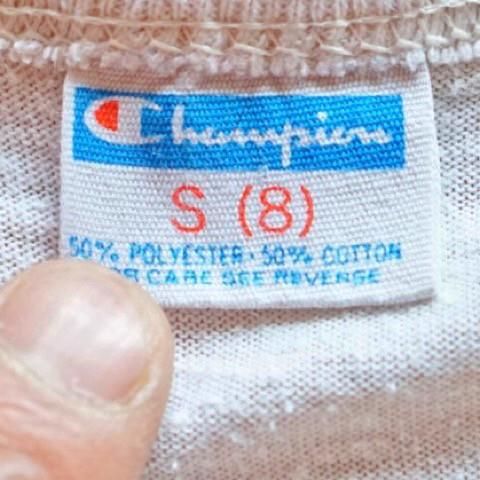 Champion
S (8)
50% POLYESTER • 50% COTTON
FOR CARE SEE REVERSE